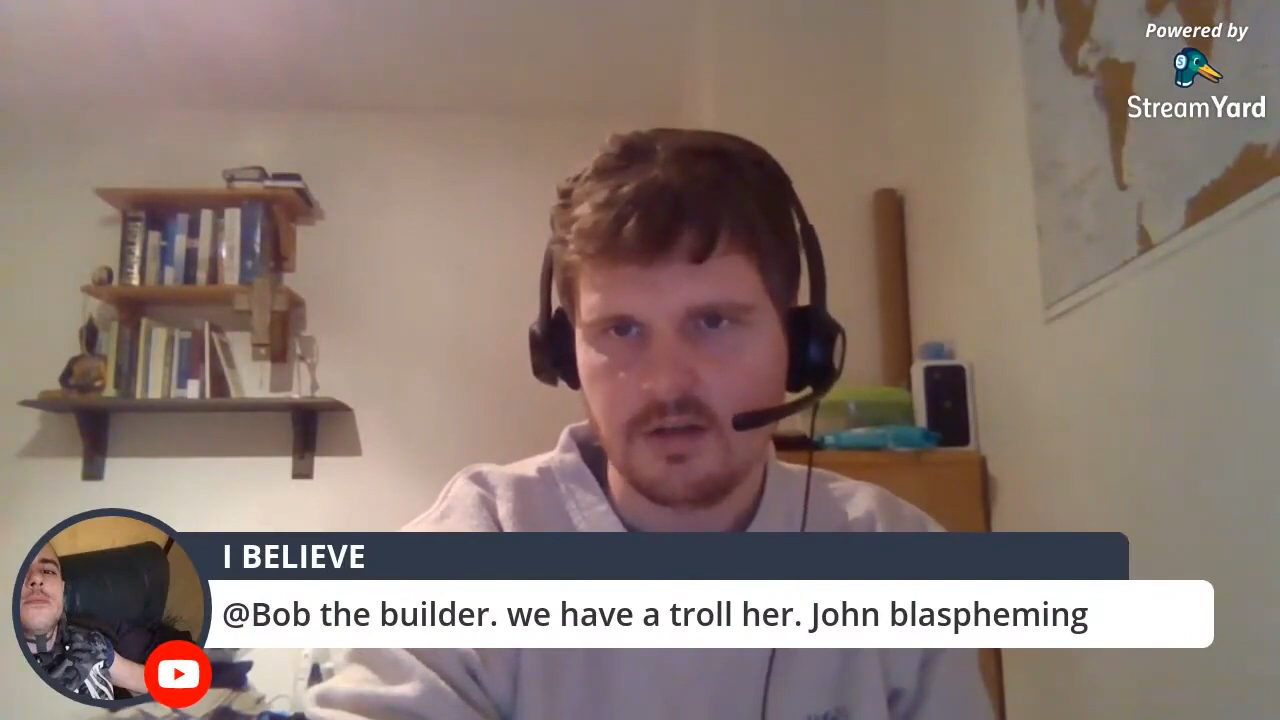 Powered by
StreamYard
I BELIEVE
@Bob the builder. we have a troll her. John blaspheming